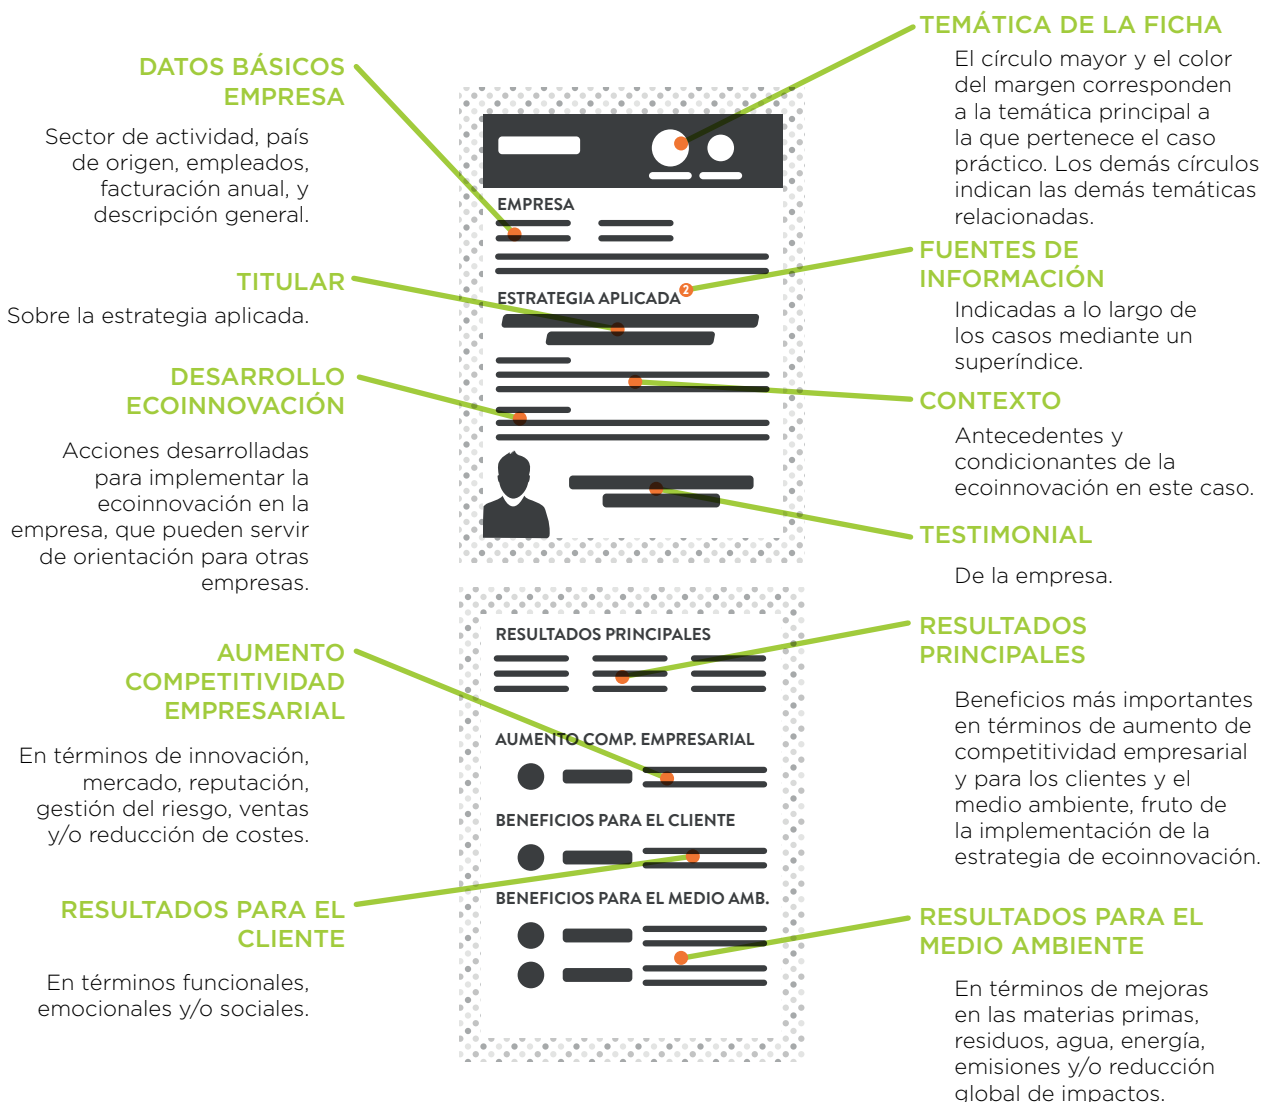 TEMÁTICA DE LA FICHA
El círculo mayor y el color
del margen corresponden
a la temática principal a
la que pertenece el caso
práctico. Los demás círculos
indican las demás temáticas
relacionadas.
DATOS BÁSICOS
EMPRESA
Sector de actividad, país
de origen, empleados,
facturación anual, y
descripción general.
EMPRESA
FUENTES DE
INFORMACIÓN
Indicadas a lo largo de
los casos mediante un
superíndice.
TITULAR
Sobre la estrategia aplicada.
ESTRATEGIA APLICADA 2
DESARROLLO
ECOINNOVACIÓN
Acciones desarrolladas
para implementar la
ecoinnovación en la
empresa, que pueden servir
de orientación para otras
empresas.
CONTEXTO
Antecedentes y
condicionantes de la
ecoinnovación en este caso.
TESTIMONIAL
De la empresa.
RESULTADOS PRINCIPALES
RESULTADOS
PRINCIPALES
Beneficios más importantes
en términos de aumento de
competitividad empresarial
y para los clientes y el
medio ambiente, fruto de
la implementación de la
estrategia de ecoinnovación.
AUMENTO
COMPETITIVIDAD
EMPRESARIAL
En términos de innovación,
mercado, reputación,
gestión del riesgo, ventas
y/o reducción de costes.
AUMENTO COMP. EMPRESARIAL
BENEFICIOS PARA EL CLIENTE
BENEFICIOS PARA EL MEDIO AMB.
RESULTADOS PARA EL
CLIENTE
En términos funcionales,
emocionales y/o sociales.
RESULTADOS PARA EL
MEDIO AMBIENTE
En términos de mejoras
en las materias primas,
residuos, agua, energía,
emisiones y/o reducción
global de impactos.